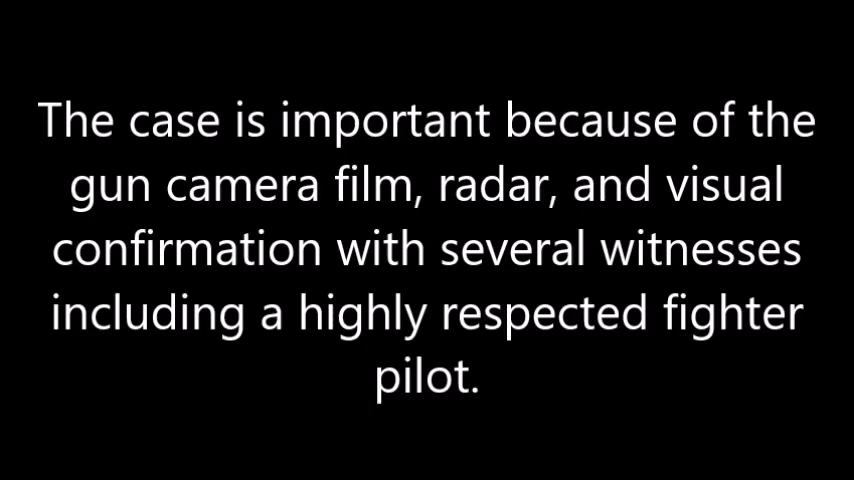 The case is important because of the
gun camera film, radar, and visual
confirmation with several witnesses
including a highly respected fighter
pilot.